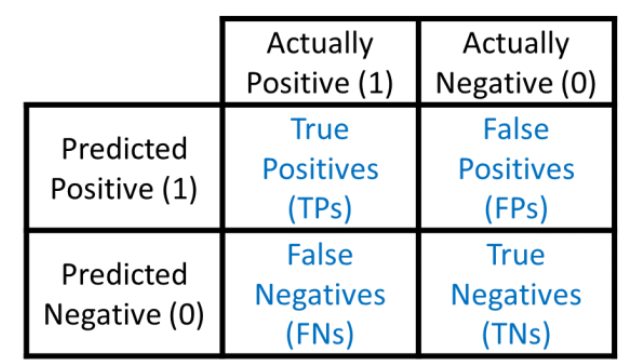 Actually
Positive (1)
Actually
Negative (0)
Predicted
Positive (1)
True
Positives
(TPs)
False
Positives
(FPs)
Predicted
Negative (0)
False
Negatives
(FNs)
True
Negatives
(TNs)